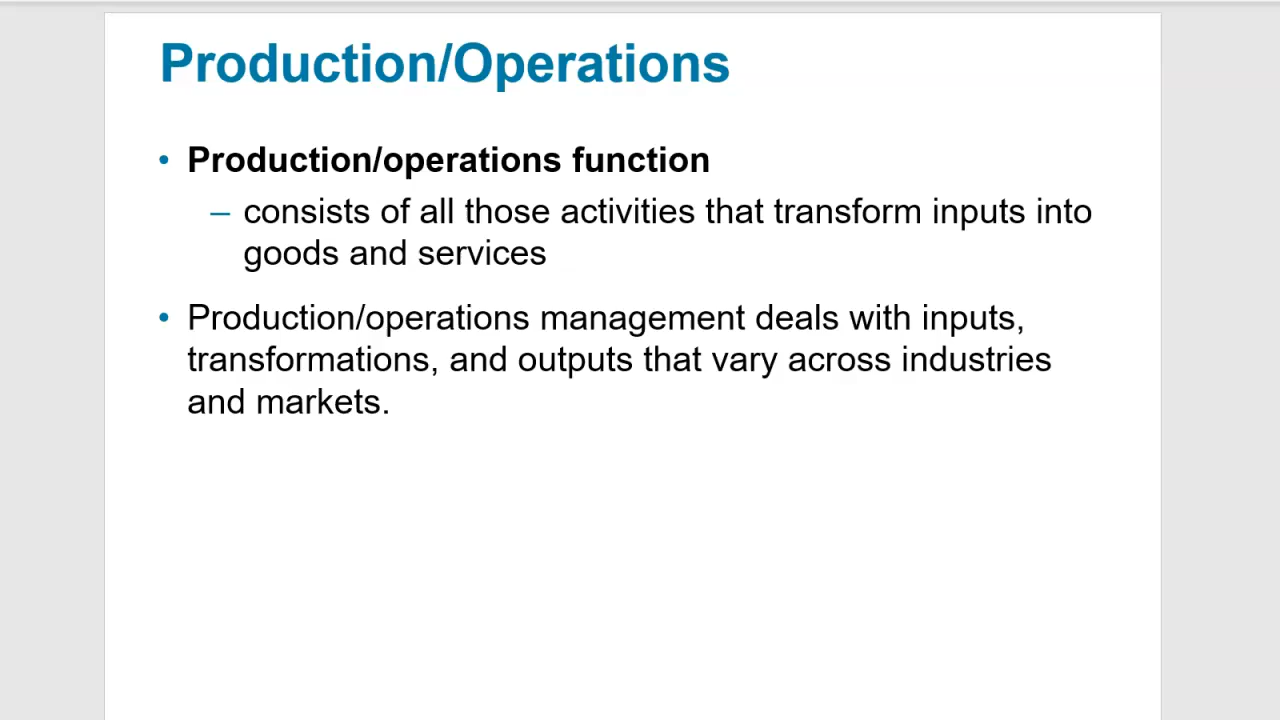 Production/Operations
• Production/operations function
– consists of all those activities that transform inputs into
goods and services
• Production/operations management deals with inputs,
transformations, and outputs that vary across industries
and markets.